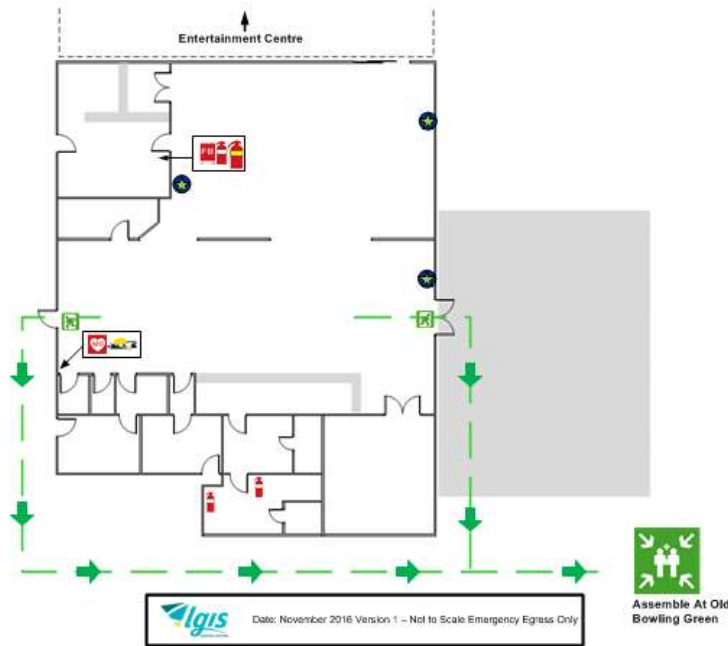 Entertainment Centre
FB
Assemble At Old
Bowling Green
lgis
Date: November 2016 Version 1 – Not to Scale Emergency Egress Only